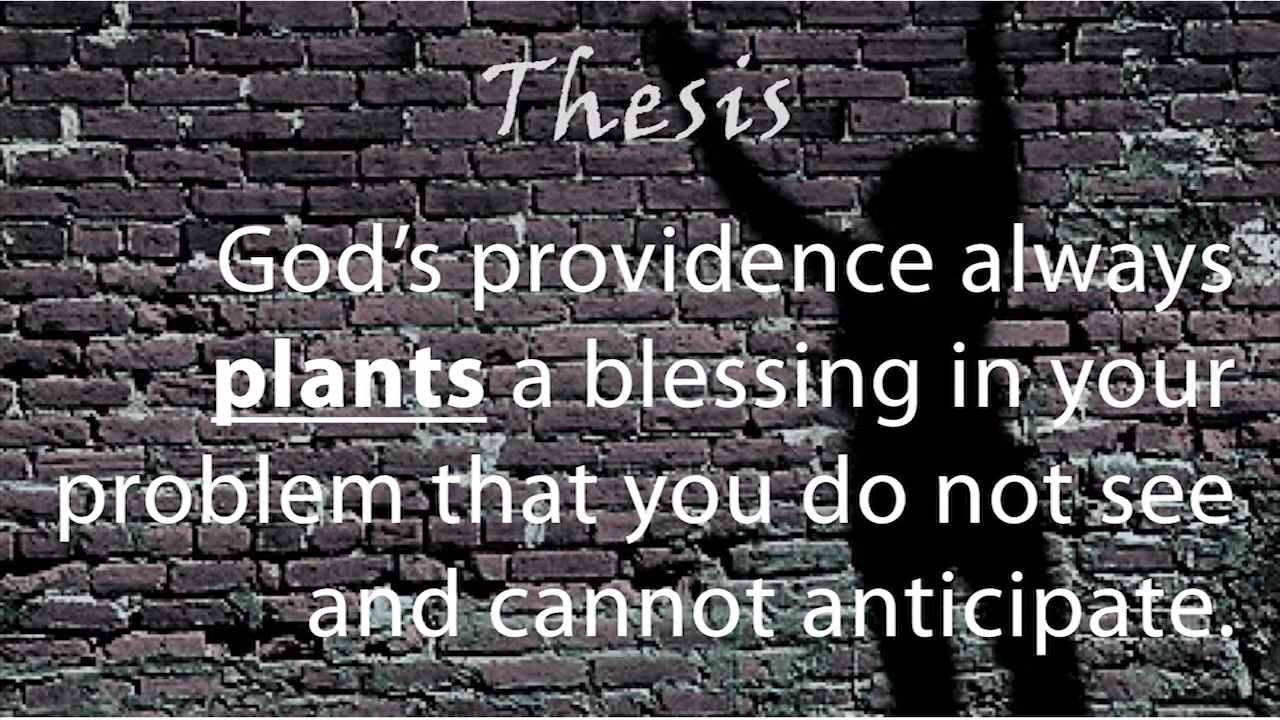 Thesis
God’s providence always
plants a blessing in your
problem that you do not see
and cannot anticipate.